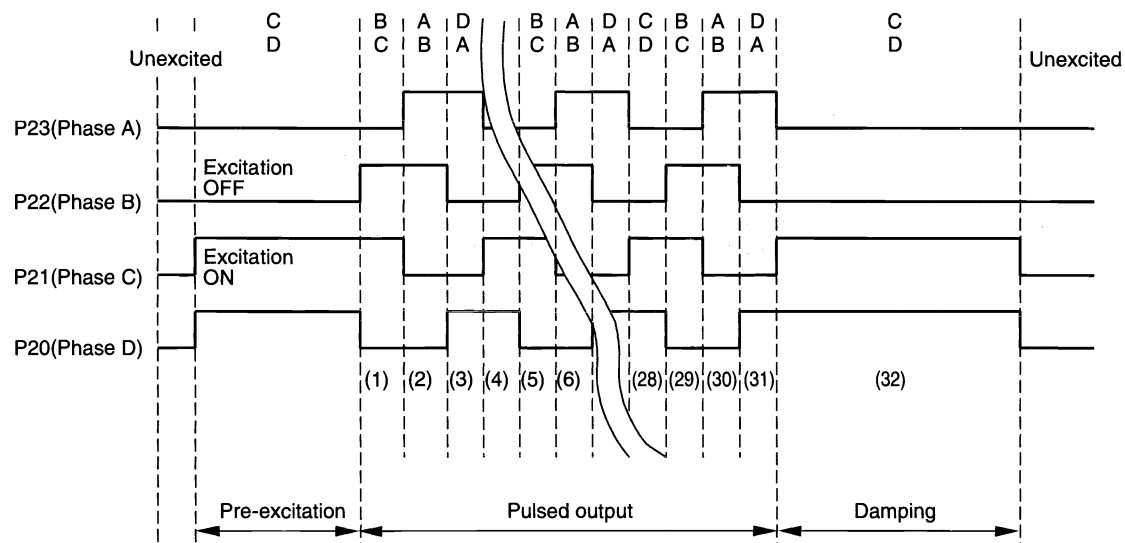 C B A D B A D C B A D C
D C B A C B A D C B A D
Unexcited Unexcited
P23(Phase A)
Excitation
OFF
P22(Phase B)
Excitation
ON
P21(Phase C)
P20(Phase D)
(1) (2) (3) (4) (5) (6) (28) (29) (30) (31) (32)
Pre-excitation Pulsed output Damping